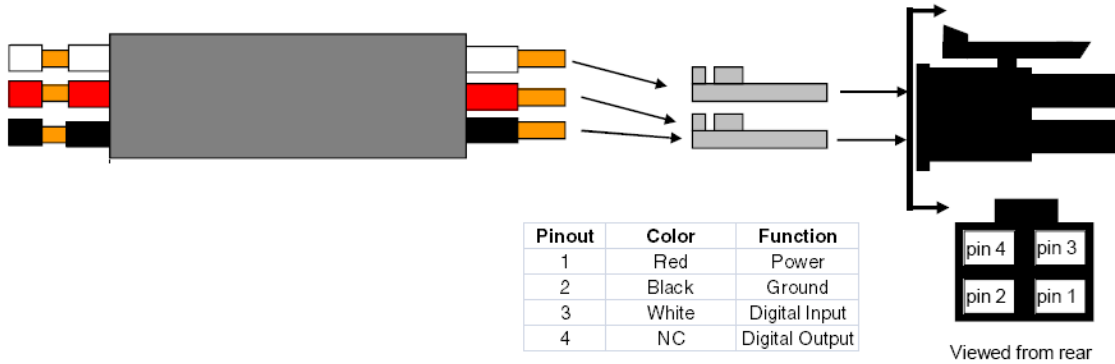 Pinout Color Function
1 Red Power
2 Black Ground
3 White Digital Input
4 NC Digital Output
pin 4 pin 3
pin 2 pin 1
Viewed from rear